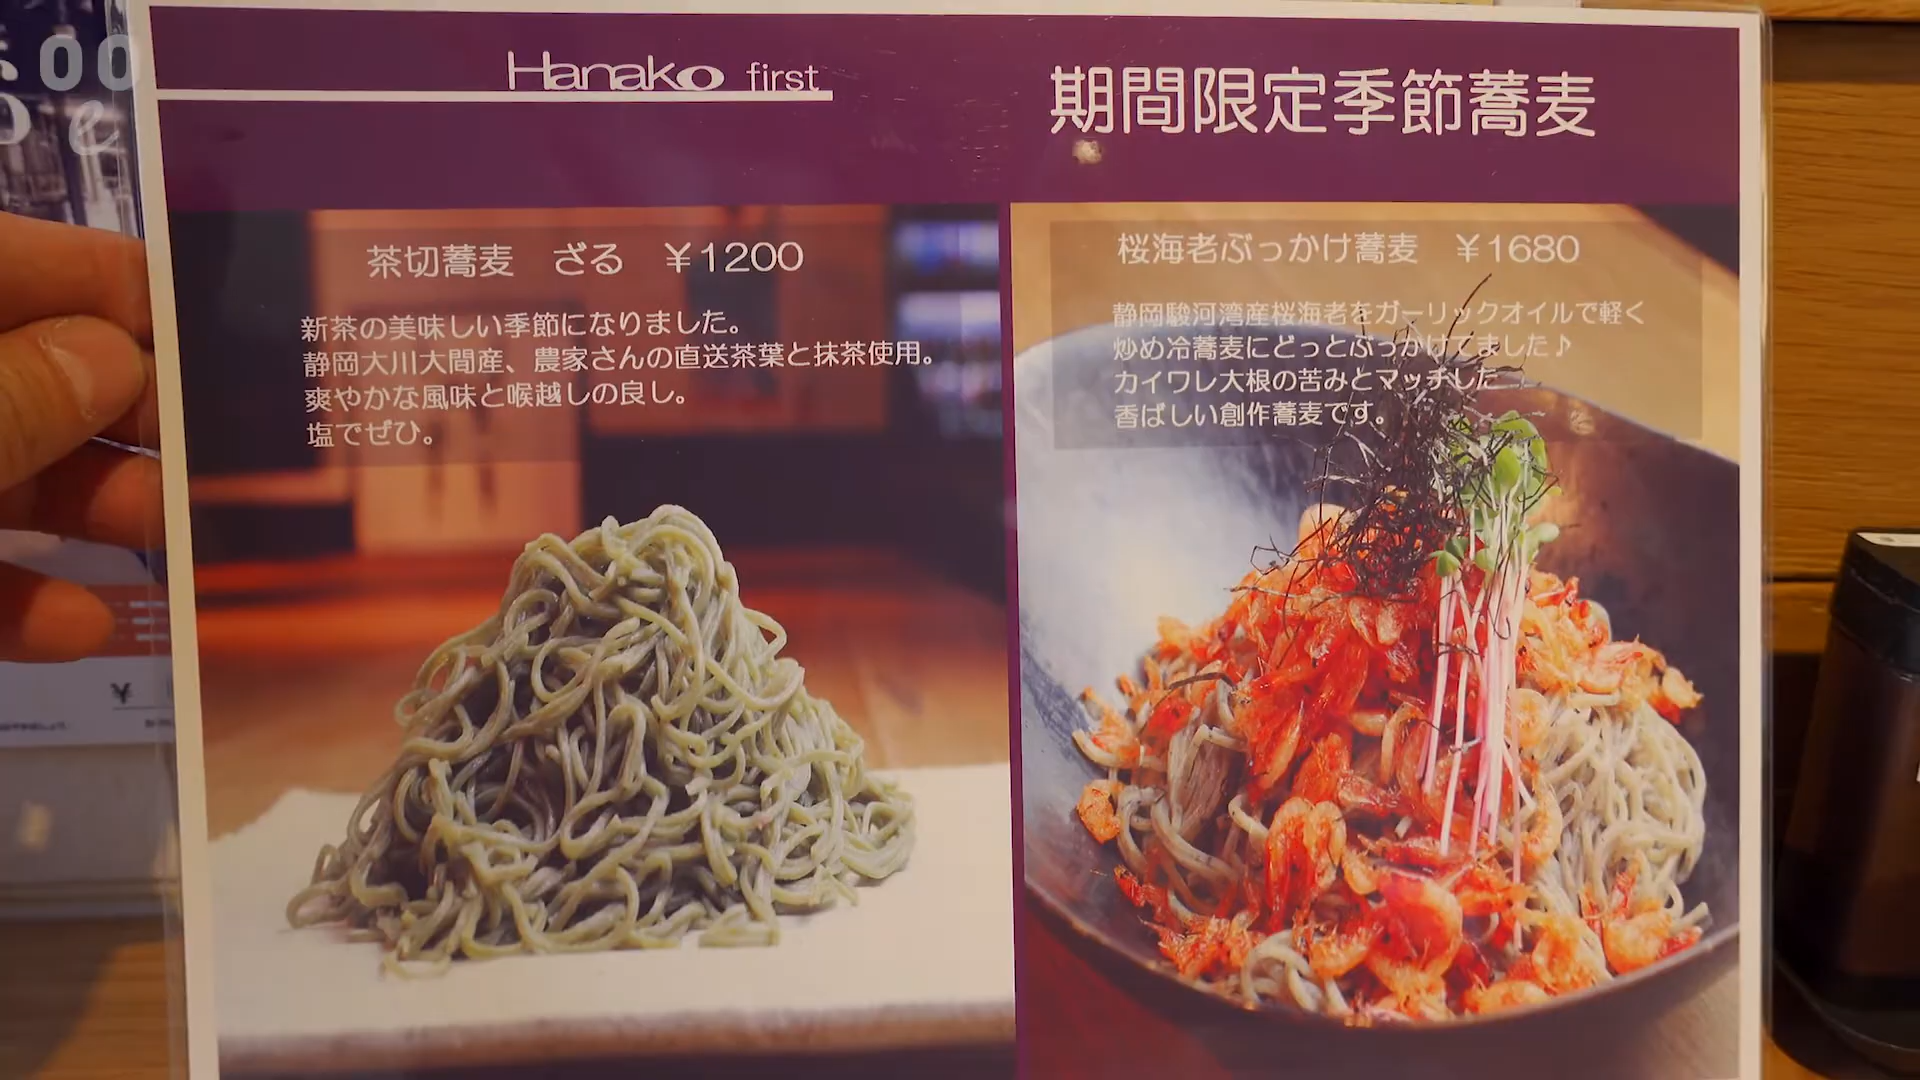 00
Hanako first
期間限定季節蕎麦
茶切蕎麦 ざる ¥1200
新茶の美味しい季節になりました。
静岡大川大間産、農家さんの直送茶葉と抹茶使用。
爽やかな風味と喉越しの良し。
塩でぜひ。
桜海老ぶっかけ蕎麦 ¥1680
静岡駿河湾産桜海老をガーリックオイルで軽く
炒め冷蕎麦にどっとぶっかけてました♪
カイワレ大根の苦みとマッチした
香ばしい創作蕎麦です。
¥